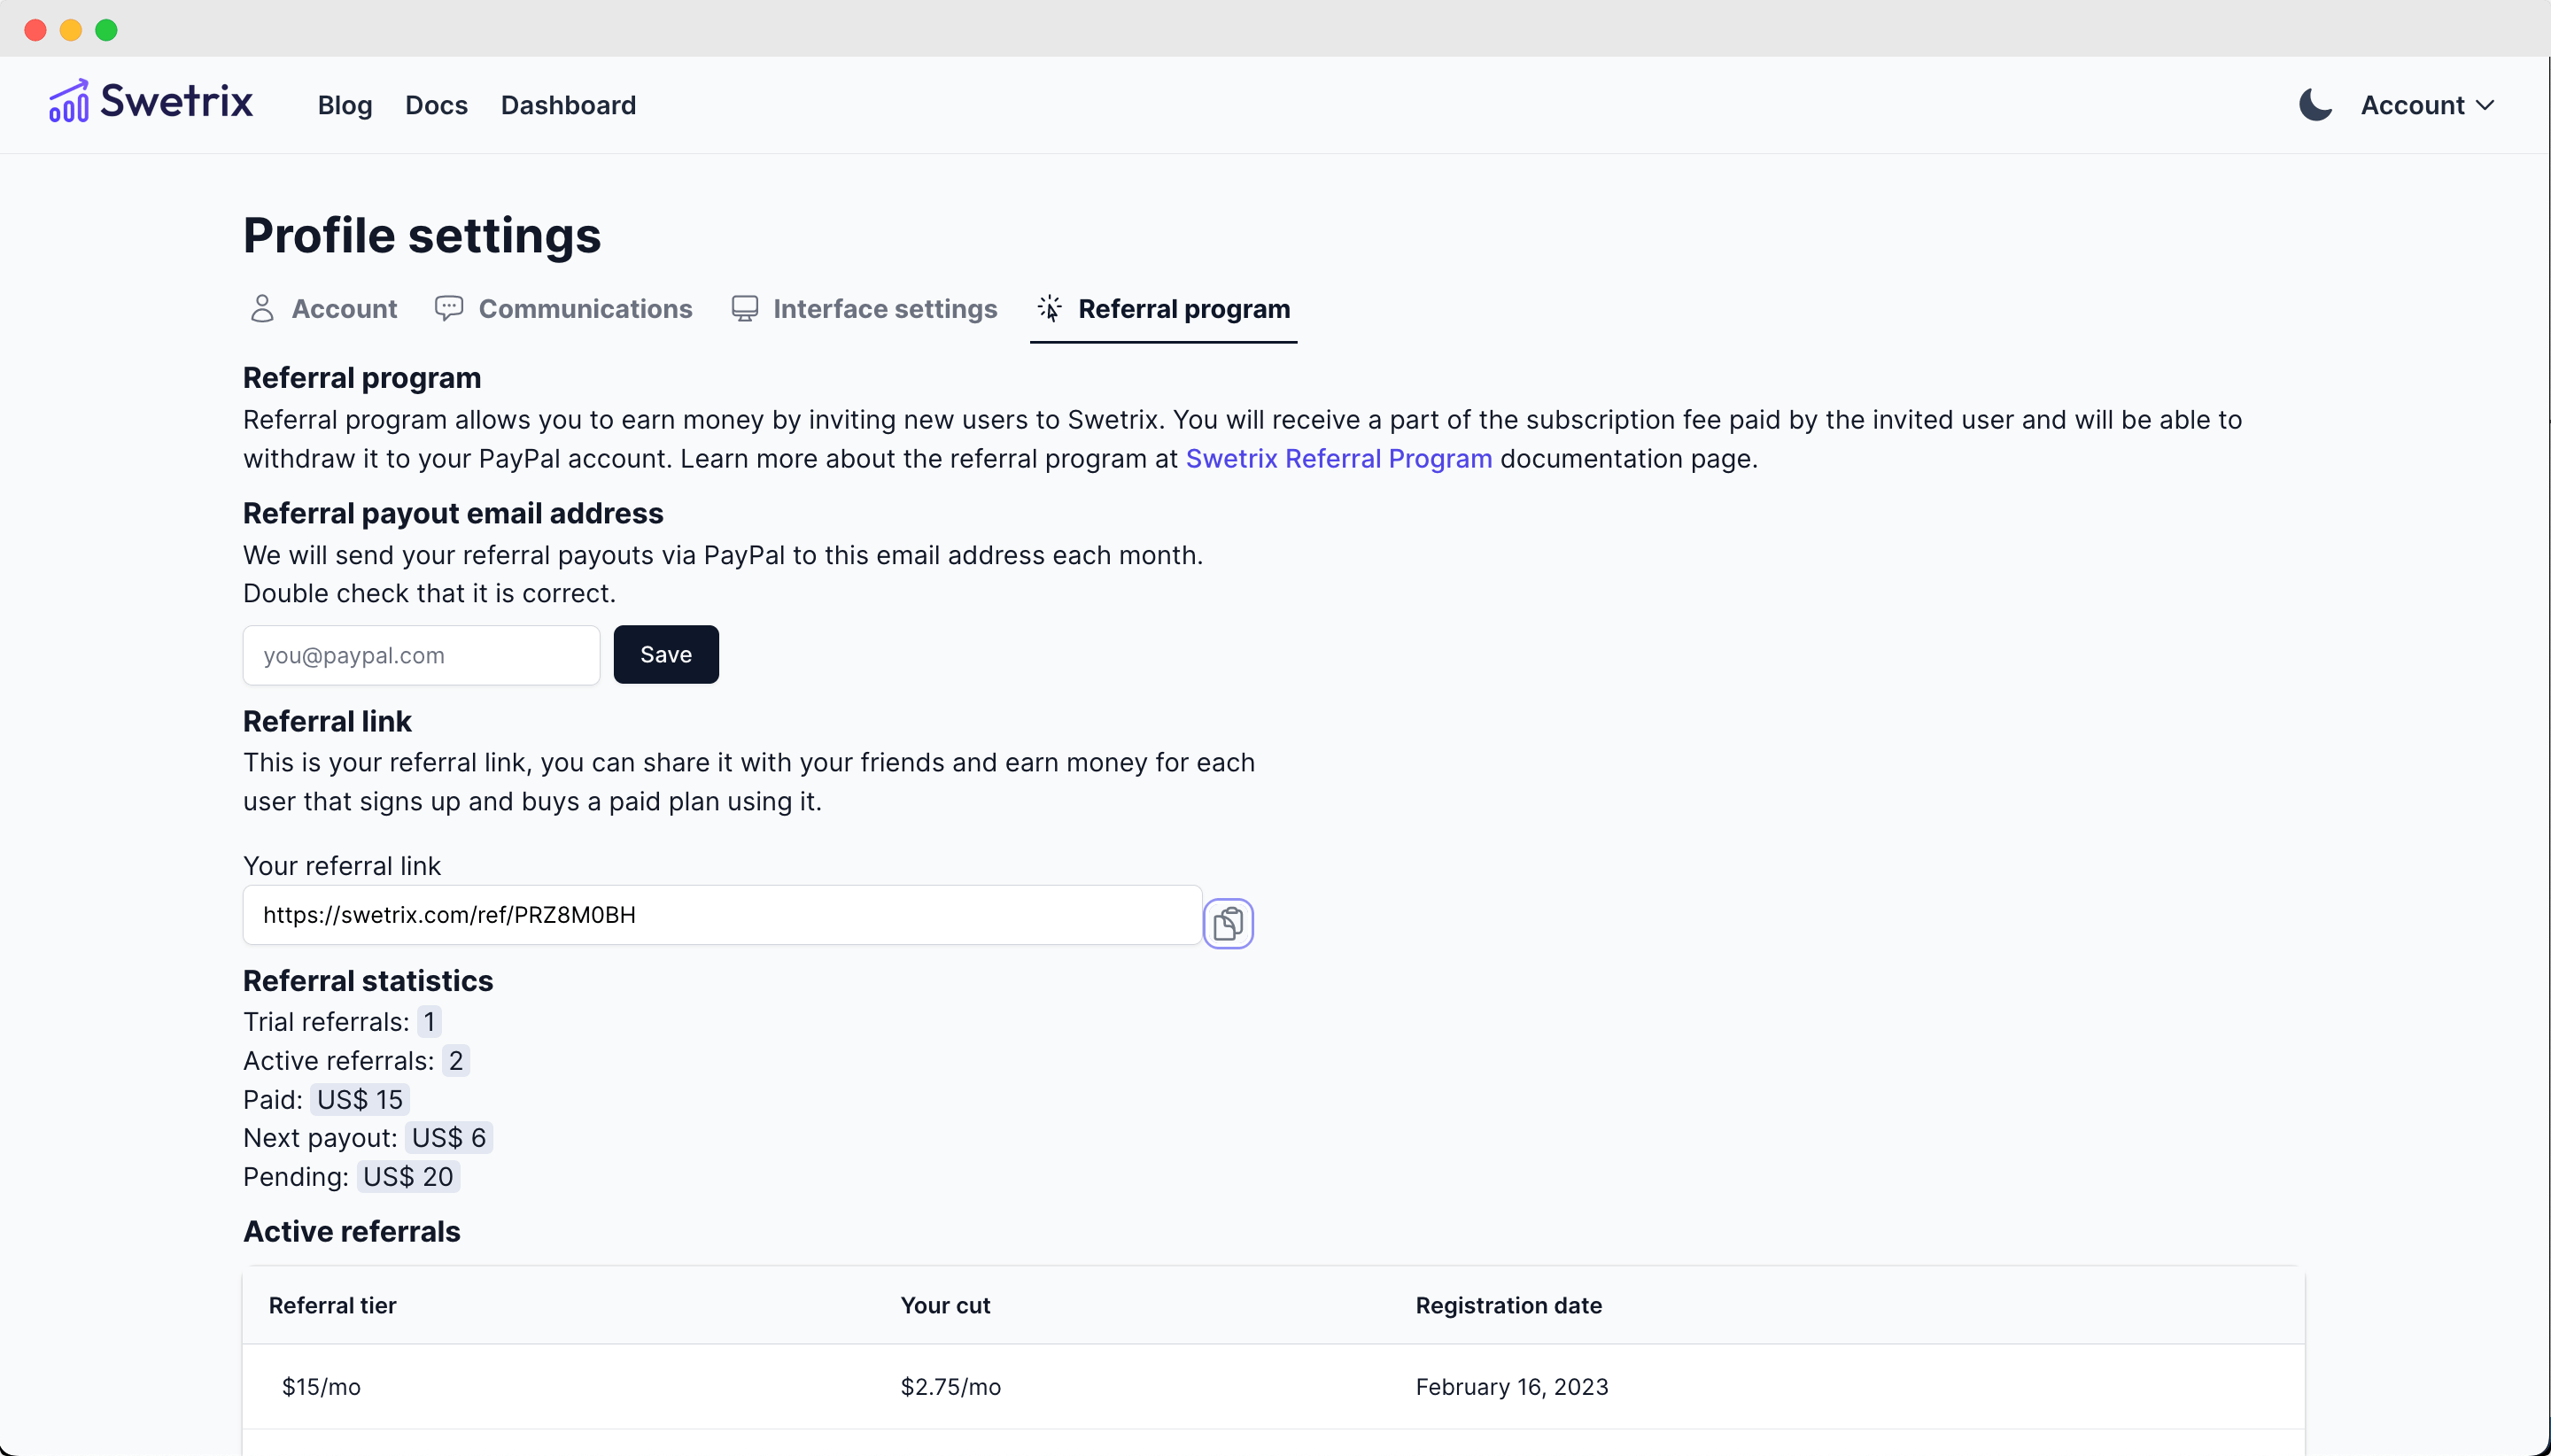 Swetrix
Blog
Docs
Dashboard
Account
Profile settings
Account
Communications
Interface settings
Referral program
Referral program
Referral program allows you to earn money by inviting new users to Swetrix. You will receive a part of the subscription fee paid by the invited user and will be able to
withdraw it to your PayPal account. Learn more about the referral program at Swetrix Referral Program documentation page.
Referral payout email address
We will send your referral payouts via PayPal to this email address each month.
Double check that it is correct.
you@paypal.com
Save
Referral link
This is your referral link, you can share it with your friends and earn money for each
user that signs up and buys a paid plan using it.
Your referral link
https://swetrix.com/ref/PRZ8M0BH
Referral statistics
Trial referrals: 1
Active referrals: 2
Paid: US$ 15
Next payout: US$ 6
Pending: US$ 20
Active referrals
Referral tier
Your cut
Registration date
$15/mo
$2.75/mo
February 16, 2023